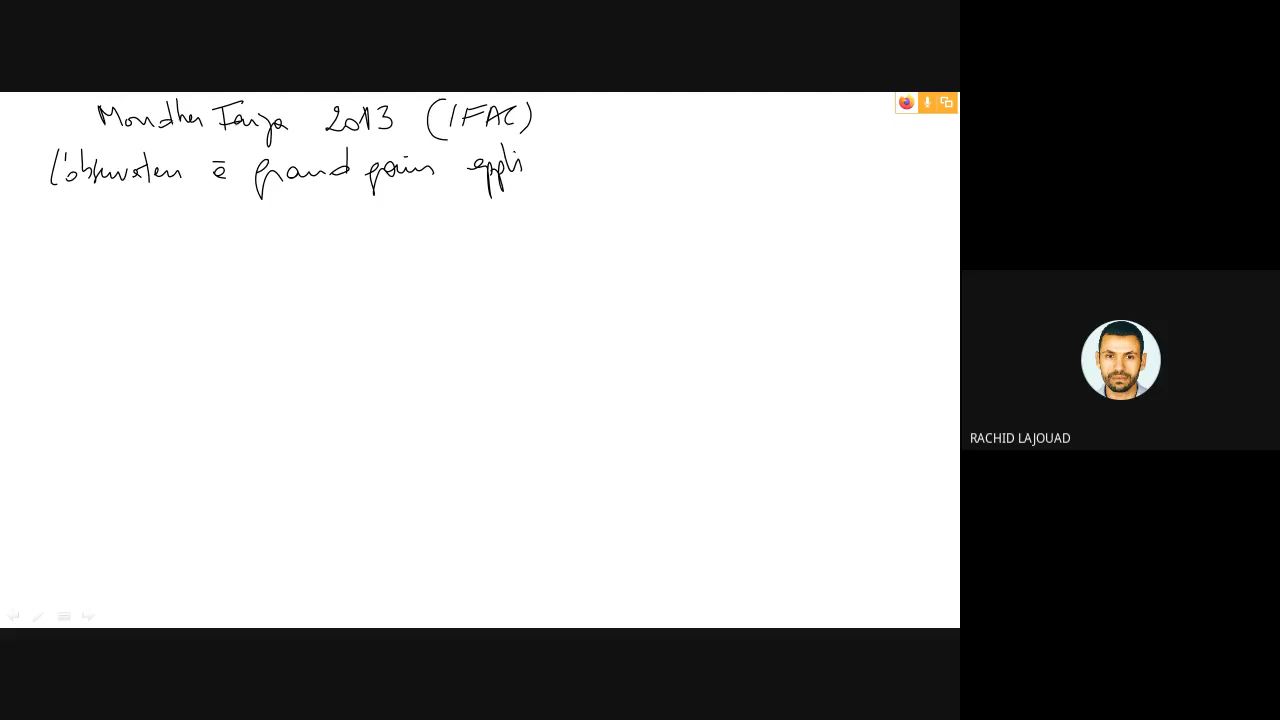 Mondher Farza 2013 (IFAC)
l'observateur à grand gain appli
RACHID LAJOUAD